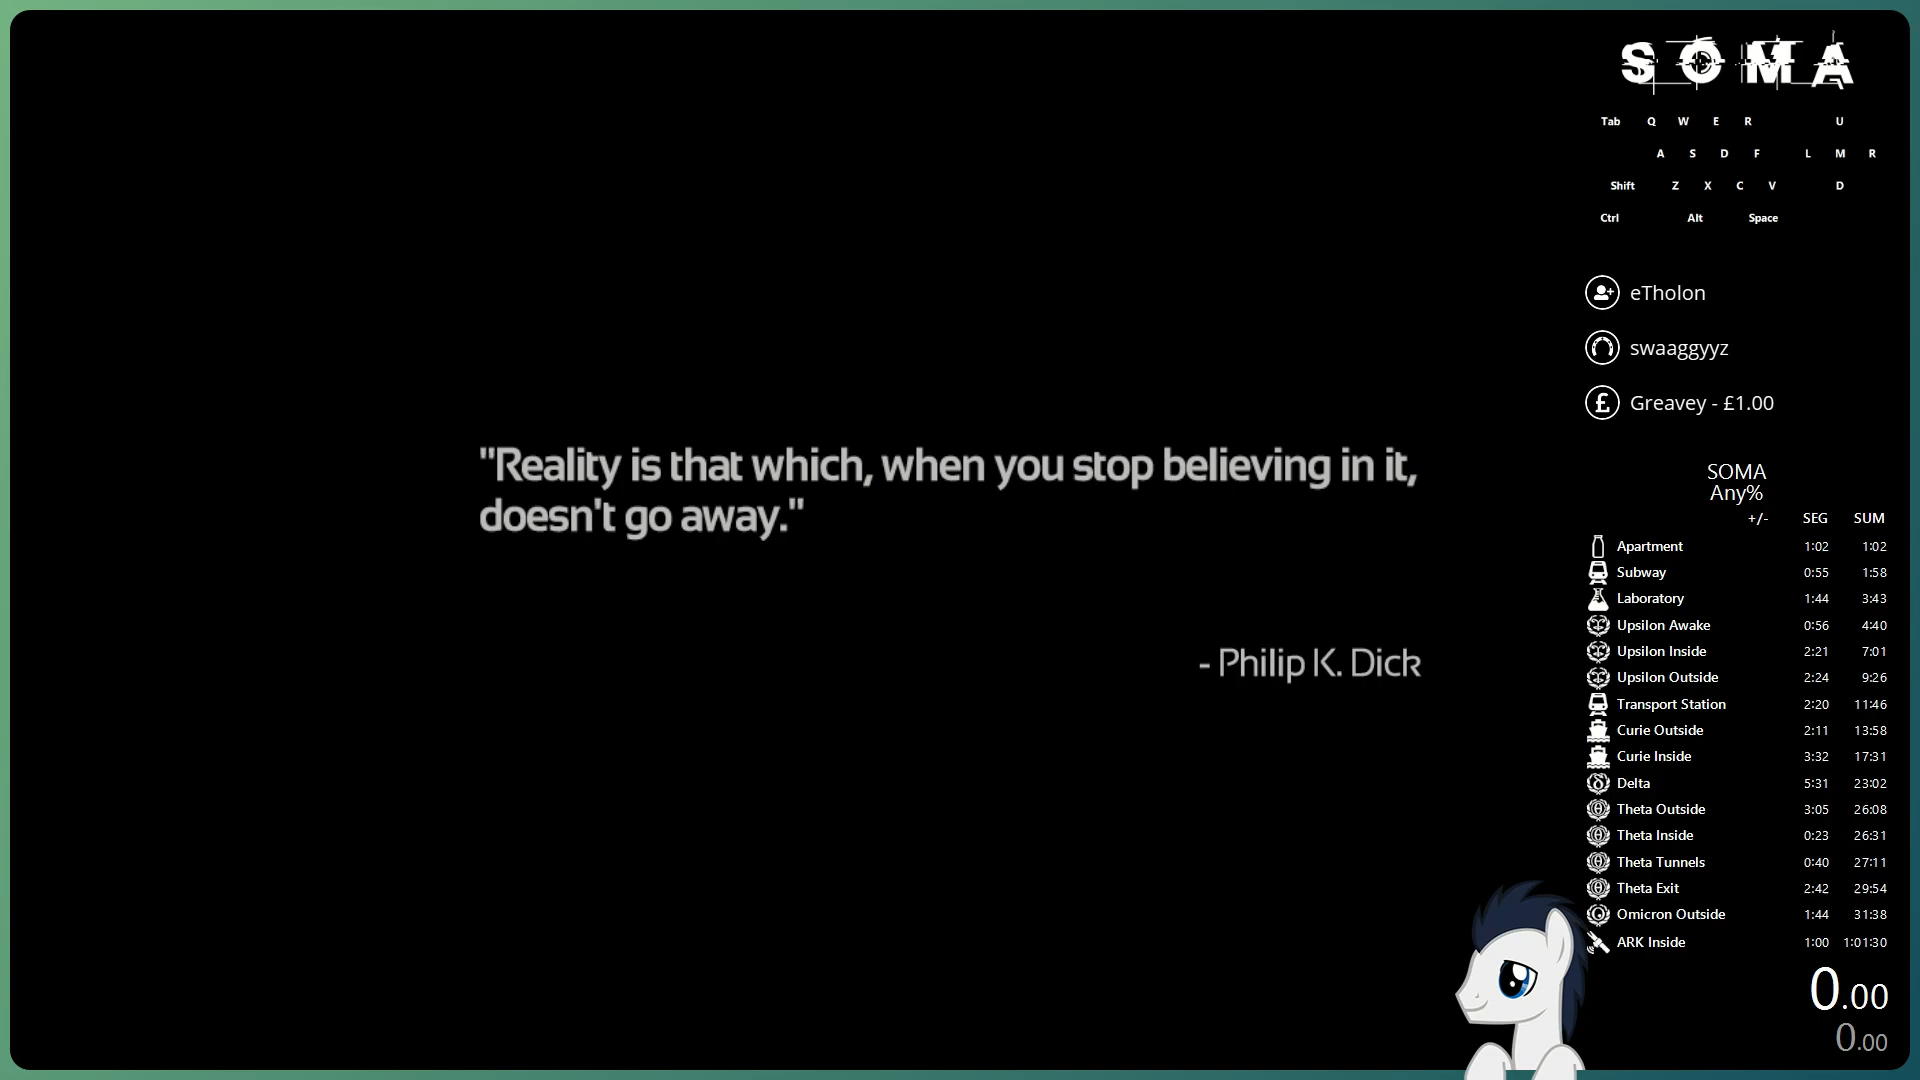 "Reality is that which, when you stop believing in it,
doesn't go away."
- Philip K. Dick
SOMA
Tab Q W E R U
A S D F L M R
Shift Z X C V D
Ctrl Alt Space
eTholon
swaaggyyz
£ Greavey - £1.00
SOMA
Any%
+/- SEG SUM
Apartment 1:02 1:02
Subway 0:55 1:58
Laboratory 1:44 3:43
Upsilon Awake 0:56 4:40
Upsilon Inside 2:21 7:01
Upsilon Outside 2:24 9:26
Transport Station 2:20 11:46
Curie Outside 2:11 13:58
Curie Inside 3:32 17:31
Delta 5:31 23:02
Theta Outside 3:05 26:08
Theta Inside 0:23 26:31
Theta Tunnels 0:40 27:11
Theta Exit 2:42 29:54
Omicron Outside 1:44 31:38
ARK Inside 1:00 1:01:30
0.00
0.00